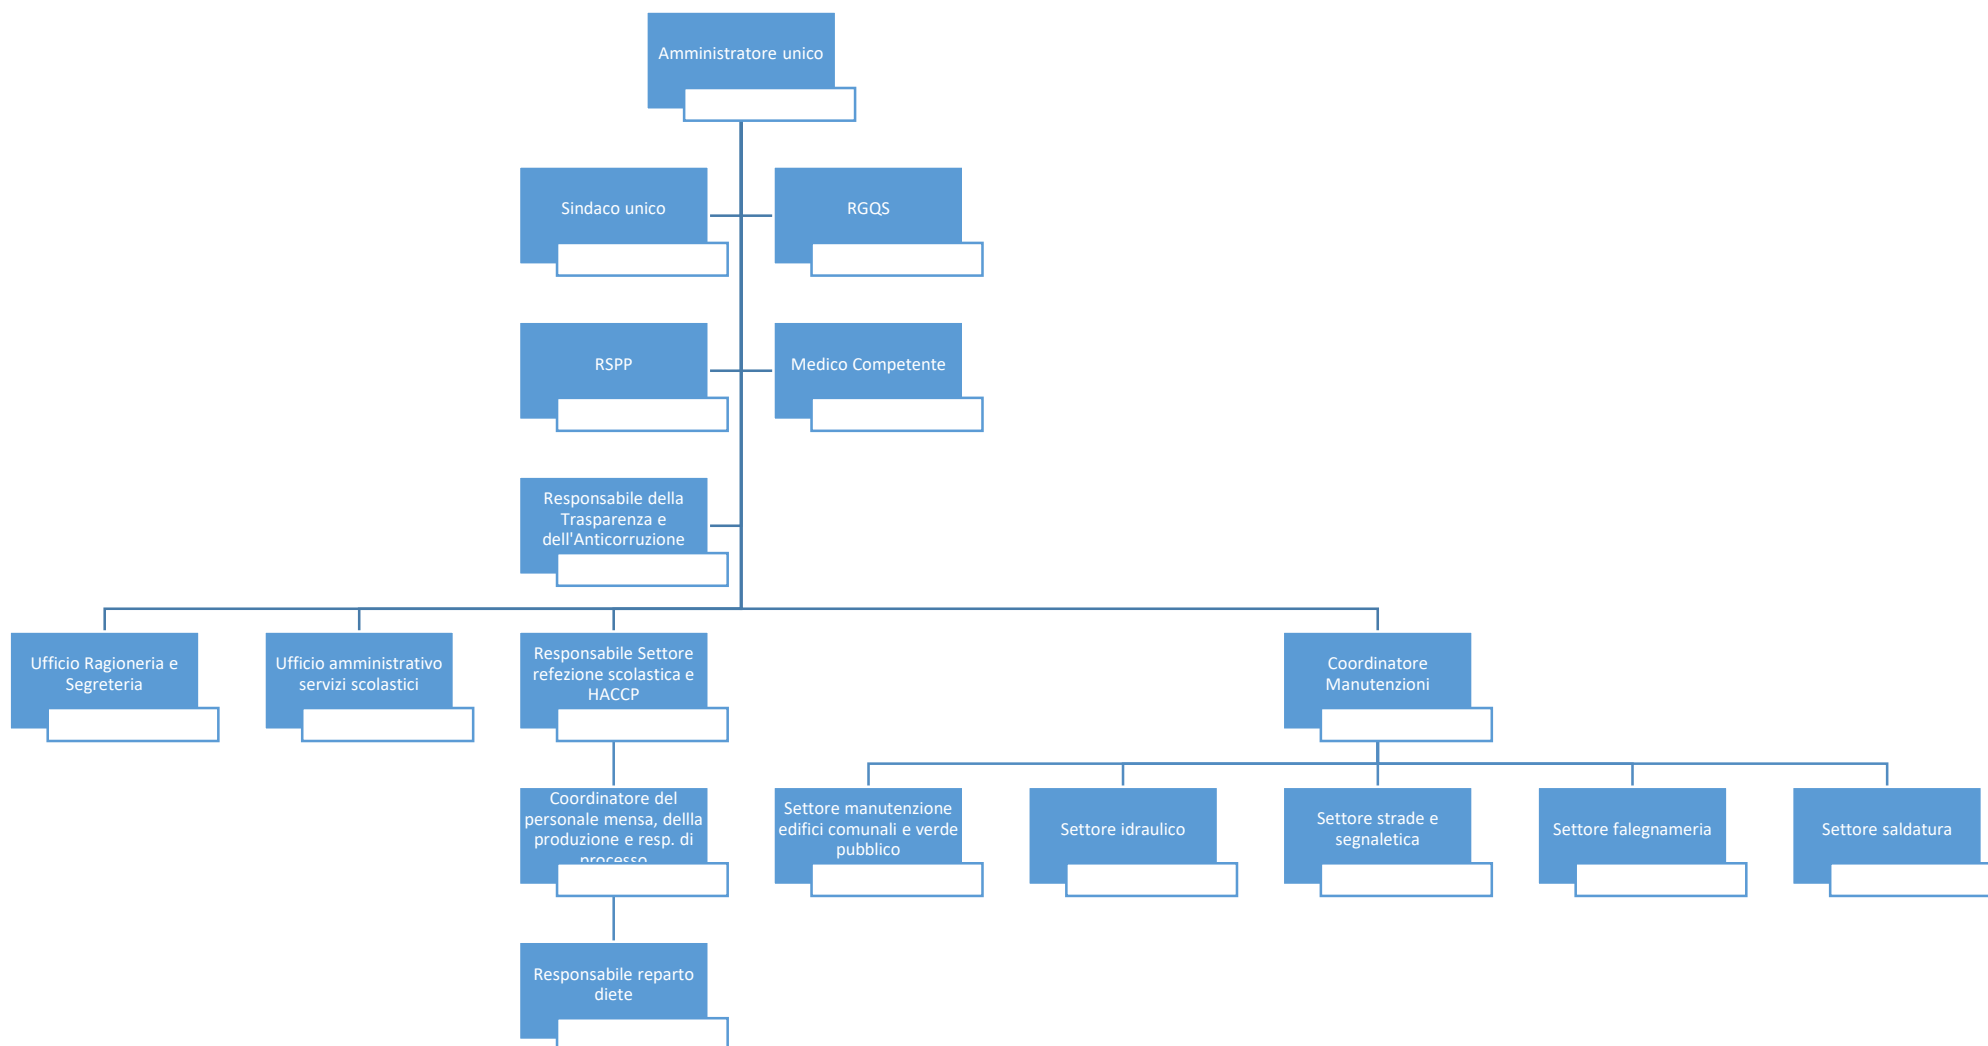 Amministratore unico
Sindaco unico
RGQS
RSPP
Medico Competente
Responsabile della
Trasparenza e
dell'Anticorruzione
Ufficio Ragioneria e
Segreteria
Ufficio amministrativo
servizi scolastici
Responsabile Settore
refezione scolastica e
HACCP
Coordinatore
Manutenzioni
Coordinatore del
personale mensa, dellla
produzione e resp. di
processo
Settore manutenzione
edifici comunali e verde
pubblico
Settore idraulico
Settore strade e
segnaletica
Settore falegnameria
Settore saldatura
Responsabile reparto
diete